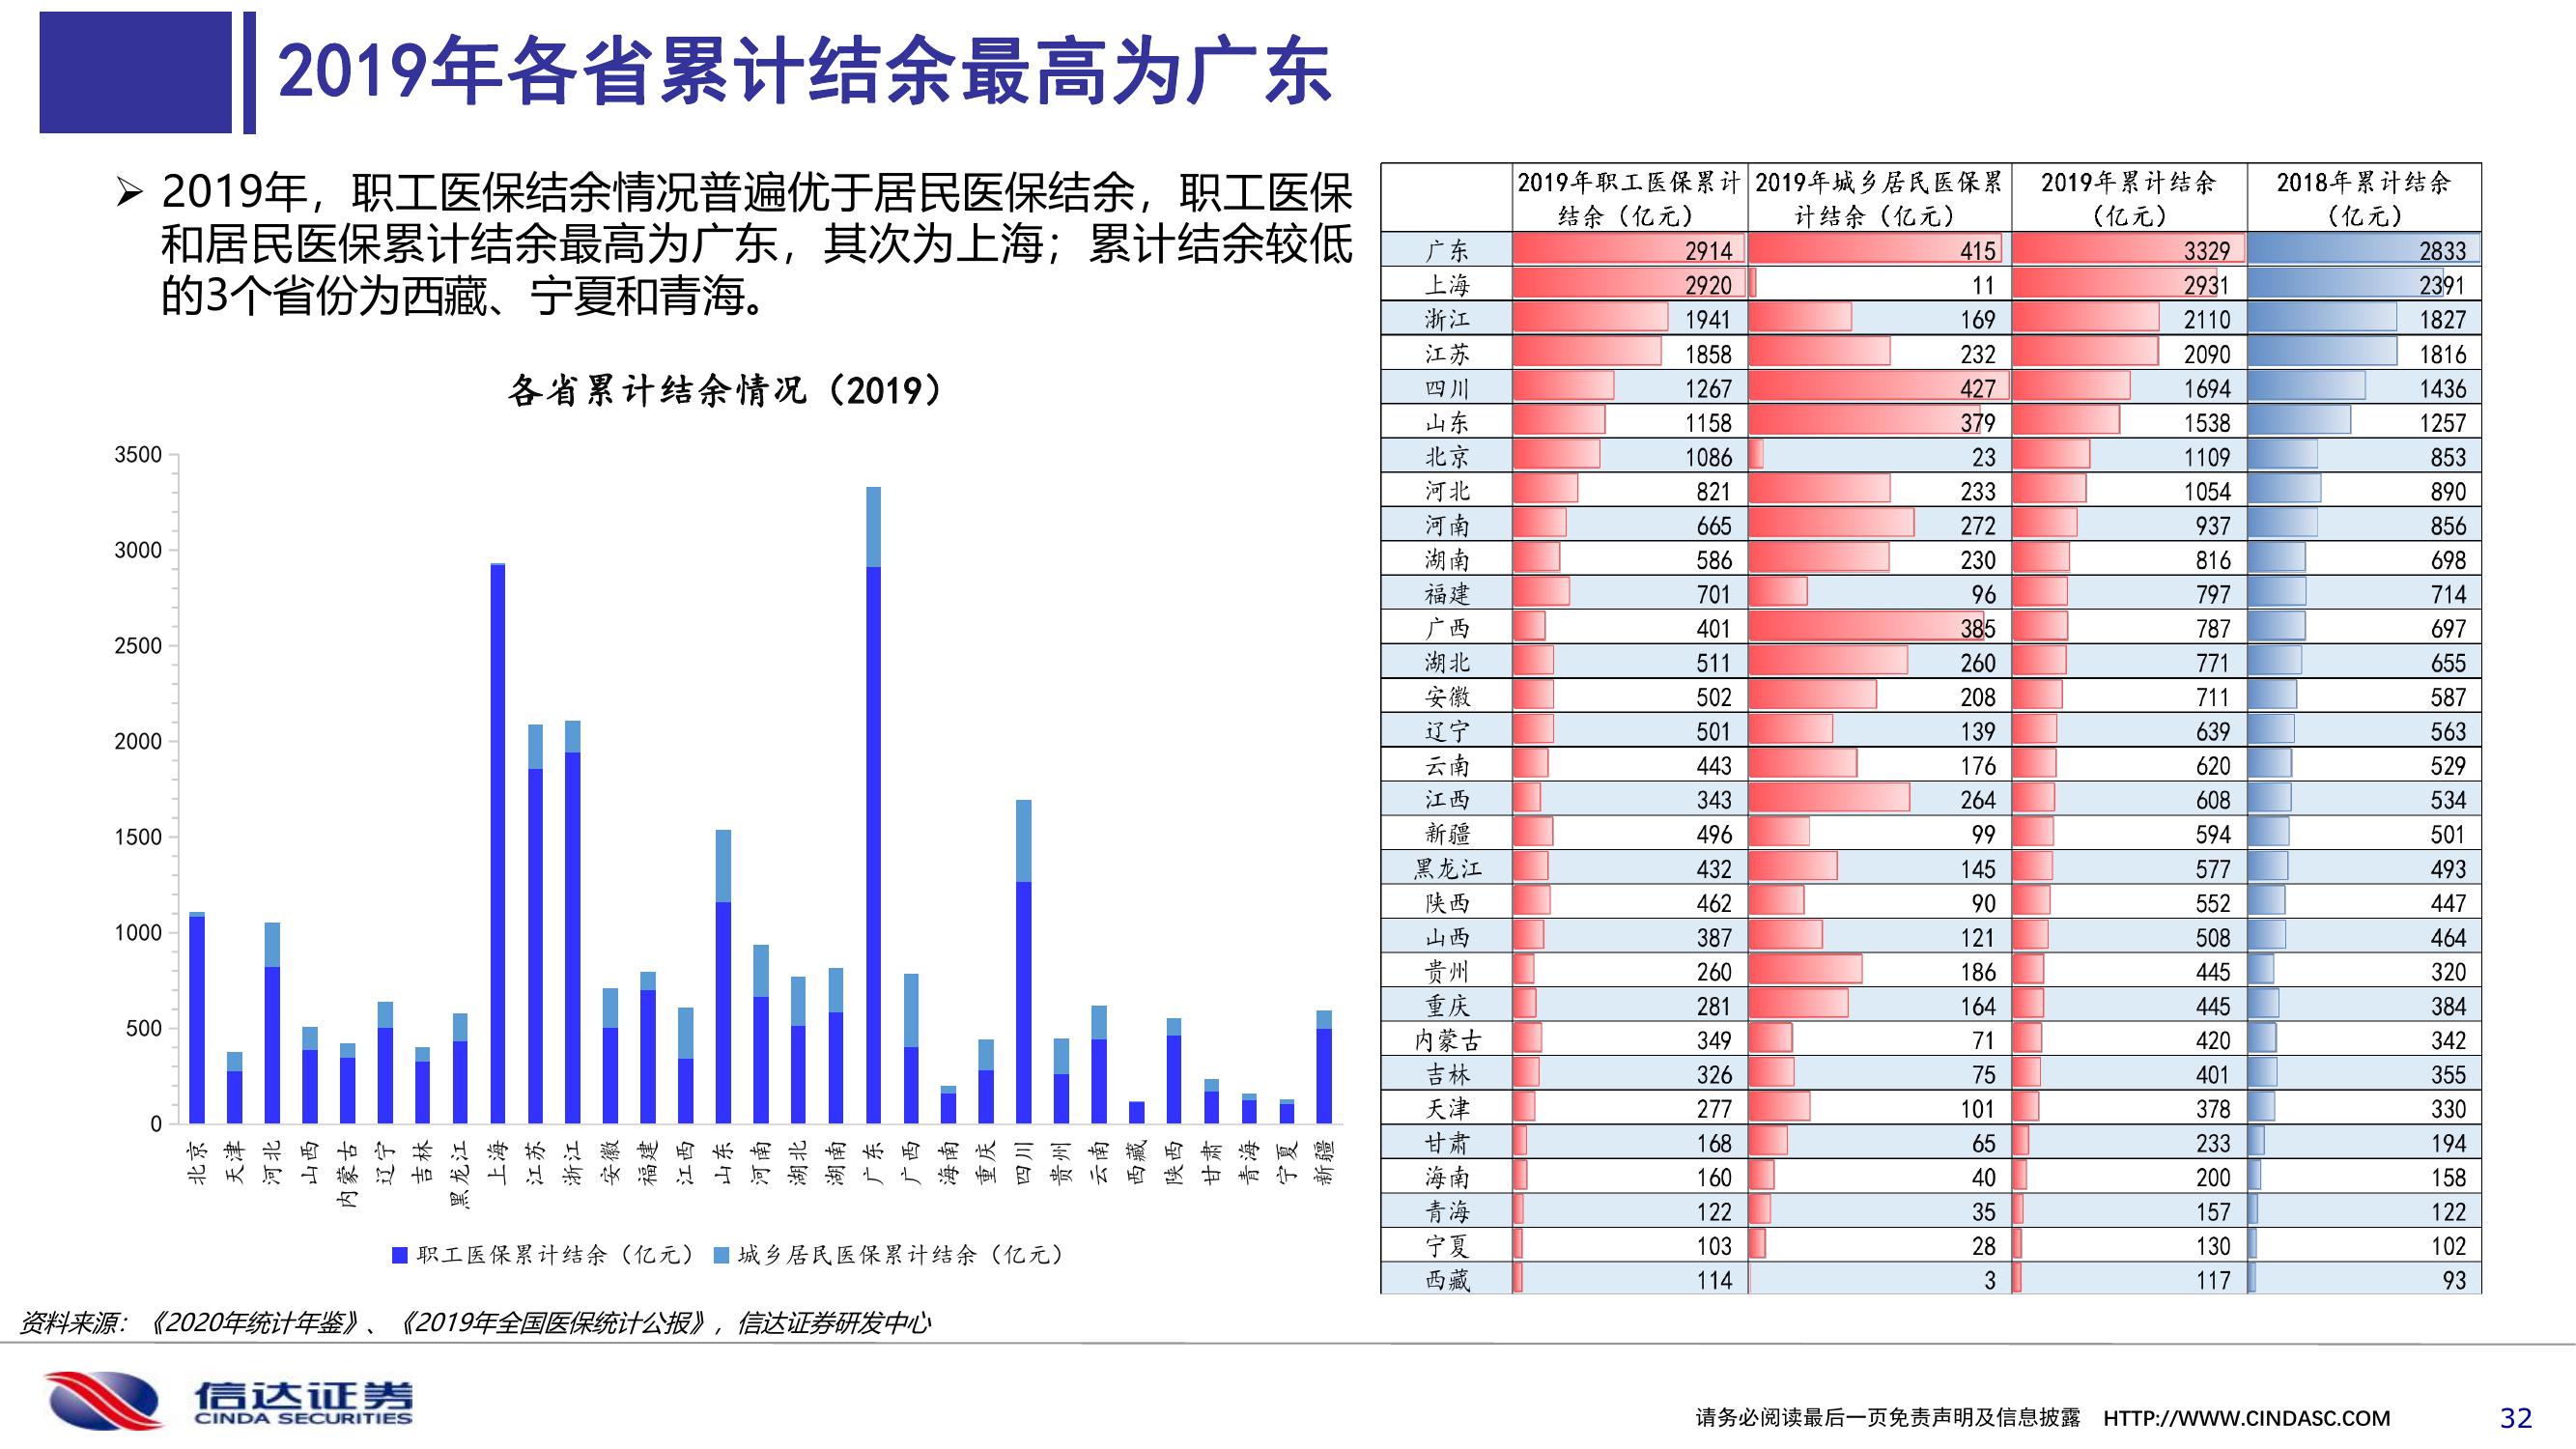 2019年各省累计结余最高为广东
➢ 2019年，职工医保结余情况普遍优于居民医保结余，职工医保
和居民医保累计结余最高为广东，其次为上海；累计结余较低
的3个省份为西藏、宁夏和青海。
各省累计结余情况（2019）
3500
3000
2500
2000
1500
1000
500
0
北京 天津 河北 山西 内蒙古 辽宁 吉林 黑龙江 上海 江苏 浙江 安徽 福建 江西 山东 河南 湖北 湖南 广东 广西 海南 重庆 四川 贵州 云南 西藏 陕西 甘肃 青海 宁夏 新疆
职工医保累计结余（亿元） 城乡居民医保累计结余（亿元）
2019年职工医保累计 2019年城乡居民医保累 2019年累计结余 2018年累计结余
结余（亿元） 计结余（亿元） （亿元） （亿元）
广东 2914 415 3329 2833
上海 2920 11 2931 2391
浙江 1941 169 2110 1827
江苏 1858 232 2090 1816
四川 1267 427 1694 1436
山东 1158 379 1538 1257
北京 1086 23 1109 853
河北 821 233 1054 890
河南 665 272 937 856
湖南 586 230 816 698
福建 701 96 797 714
广西 401 385 787 697
湖北 511 260 771 655
安徽 502 208 711 587
辽宁 501 139 639 563
云南 443 176 620 529
江西 343 264 608 534
新疆 496 99 594 501
黑龙江 432 145 577 493
陕西 462 90 552 447
山西 387 121 508 464
贵州 260 186 445 320
重庆 281 164 445 384
内蒙古 349 71 420 342
吉林 326 75 401 355
天津 277 101 378 330
甘肃 168 65 233 194
海南 160 40 200 158
青海 122 35 157 122
宁夏 103 28 130 102
西藏 114 3 117 93
资料来源：《2020年统计年鉴》、《2019年全国医保统计公报》，信达证券研发中心
信达证券
CINDA SECURITIES
请务必阅读最后一页免责声明及信息披露 HTTP://WWW.CINDASC.COM 32